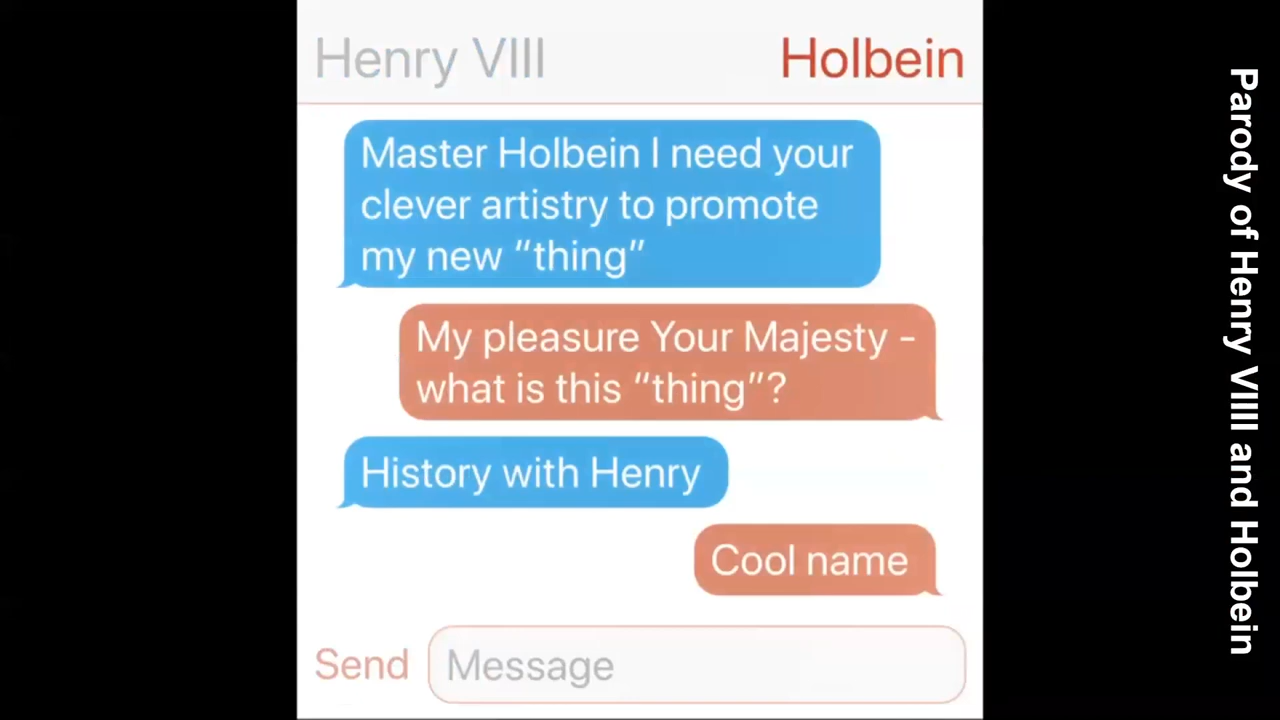 Henry VIII
Holbein
Master Holbein I need your
clever artistry to promote
my new “thing”
My pleasure Your Majesty -
what is this “thing”?
History with Henry
Cool name
Send
Message
Parody of Henry VIIII and Holbein